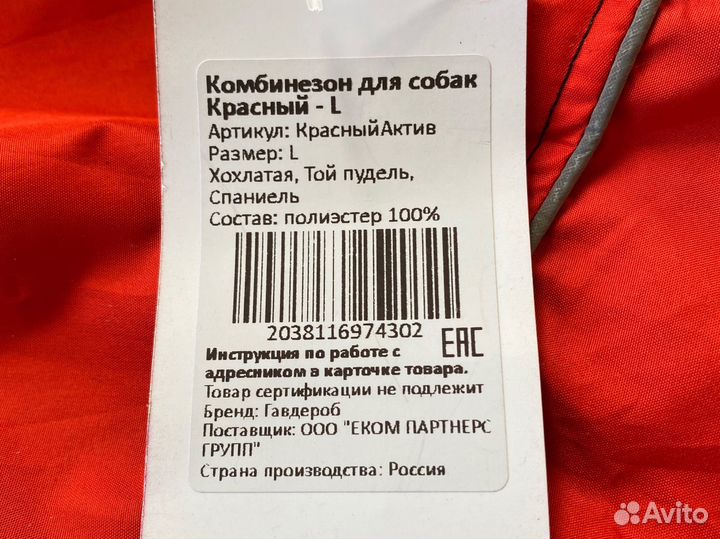 Комбинезон для собак
Красный - L
Артикул: КрасныйАктив
Размер: L
Хохлатая, Той пудель,
Спаниель
Состав: полиэстер 100%
2038116974302
EAC
Инструкция по работе с
адресником в карточке товара.
Товар сертификации не подлежит
Бренд: Гавдероб
Поставщик: ООО "ЕКОМ ПАРТНЕРС
ГРУПП"
Страна производства: Россия
Avito